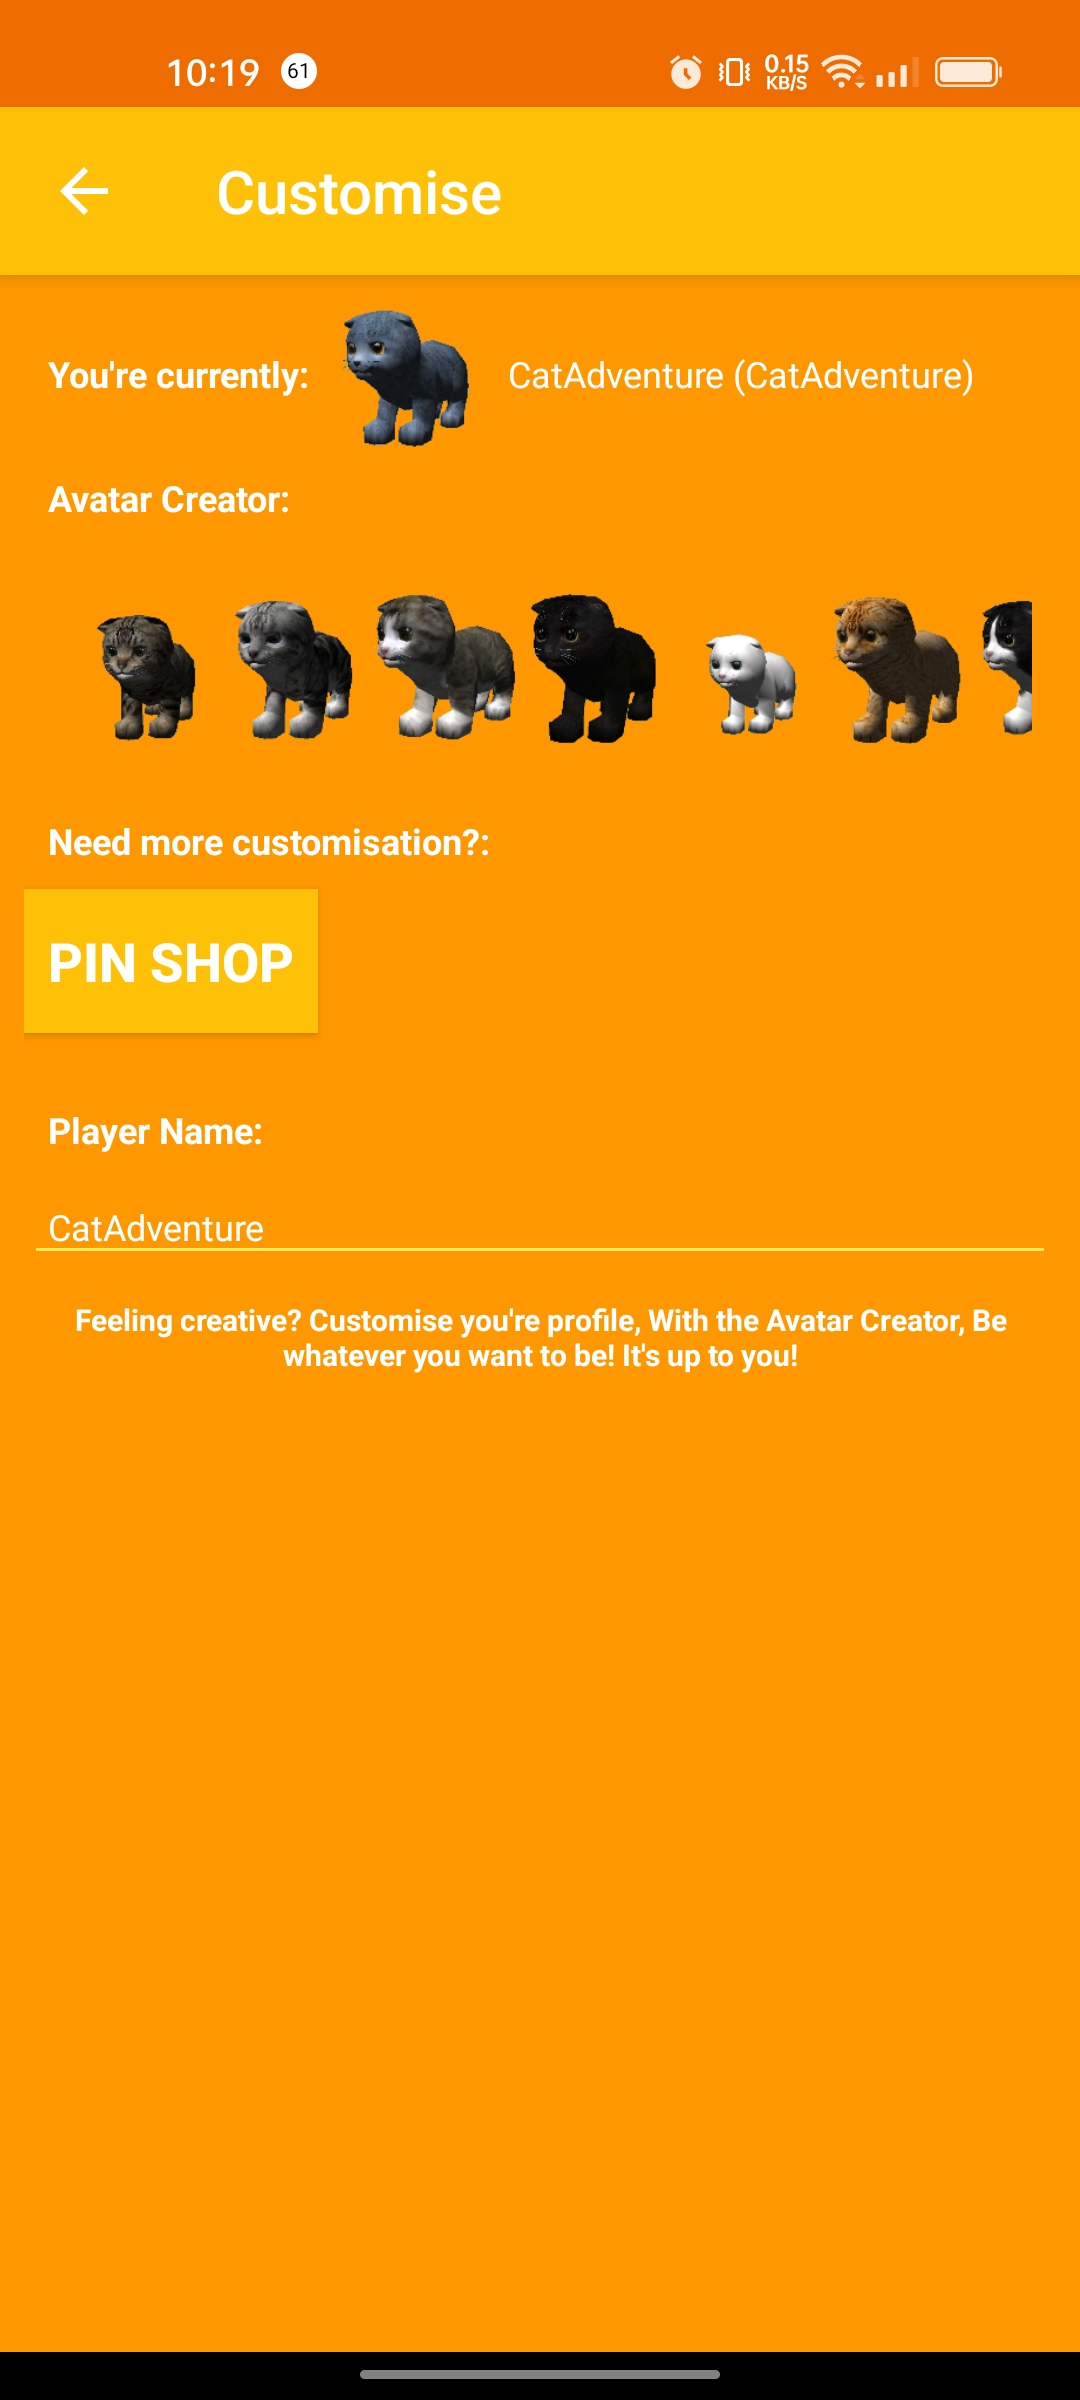 10:19 61 0.15 KB/S
Customise
You're currently: CatAdventure (CatAdventure)
Avatar Creator:
Need more customisation?:
PIN SHOP
Player Name:
CatAdventure
Feeling creative? Customise you're profile, With the Avatar Creator, Be
whatever you want to be! It's up to you!